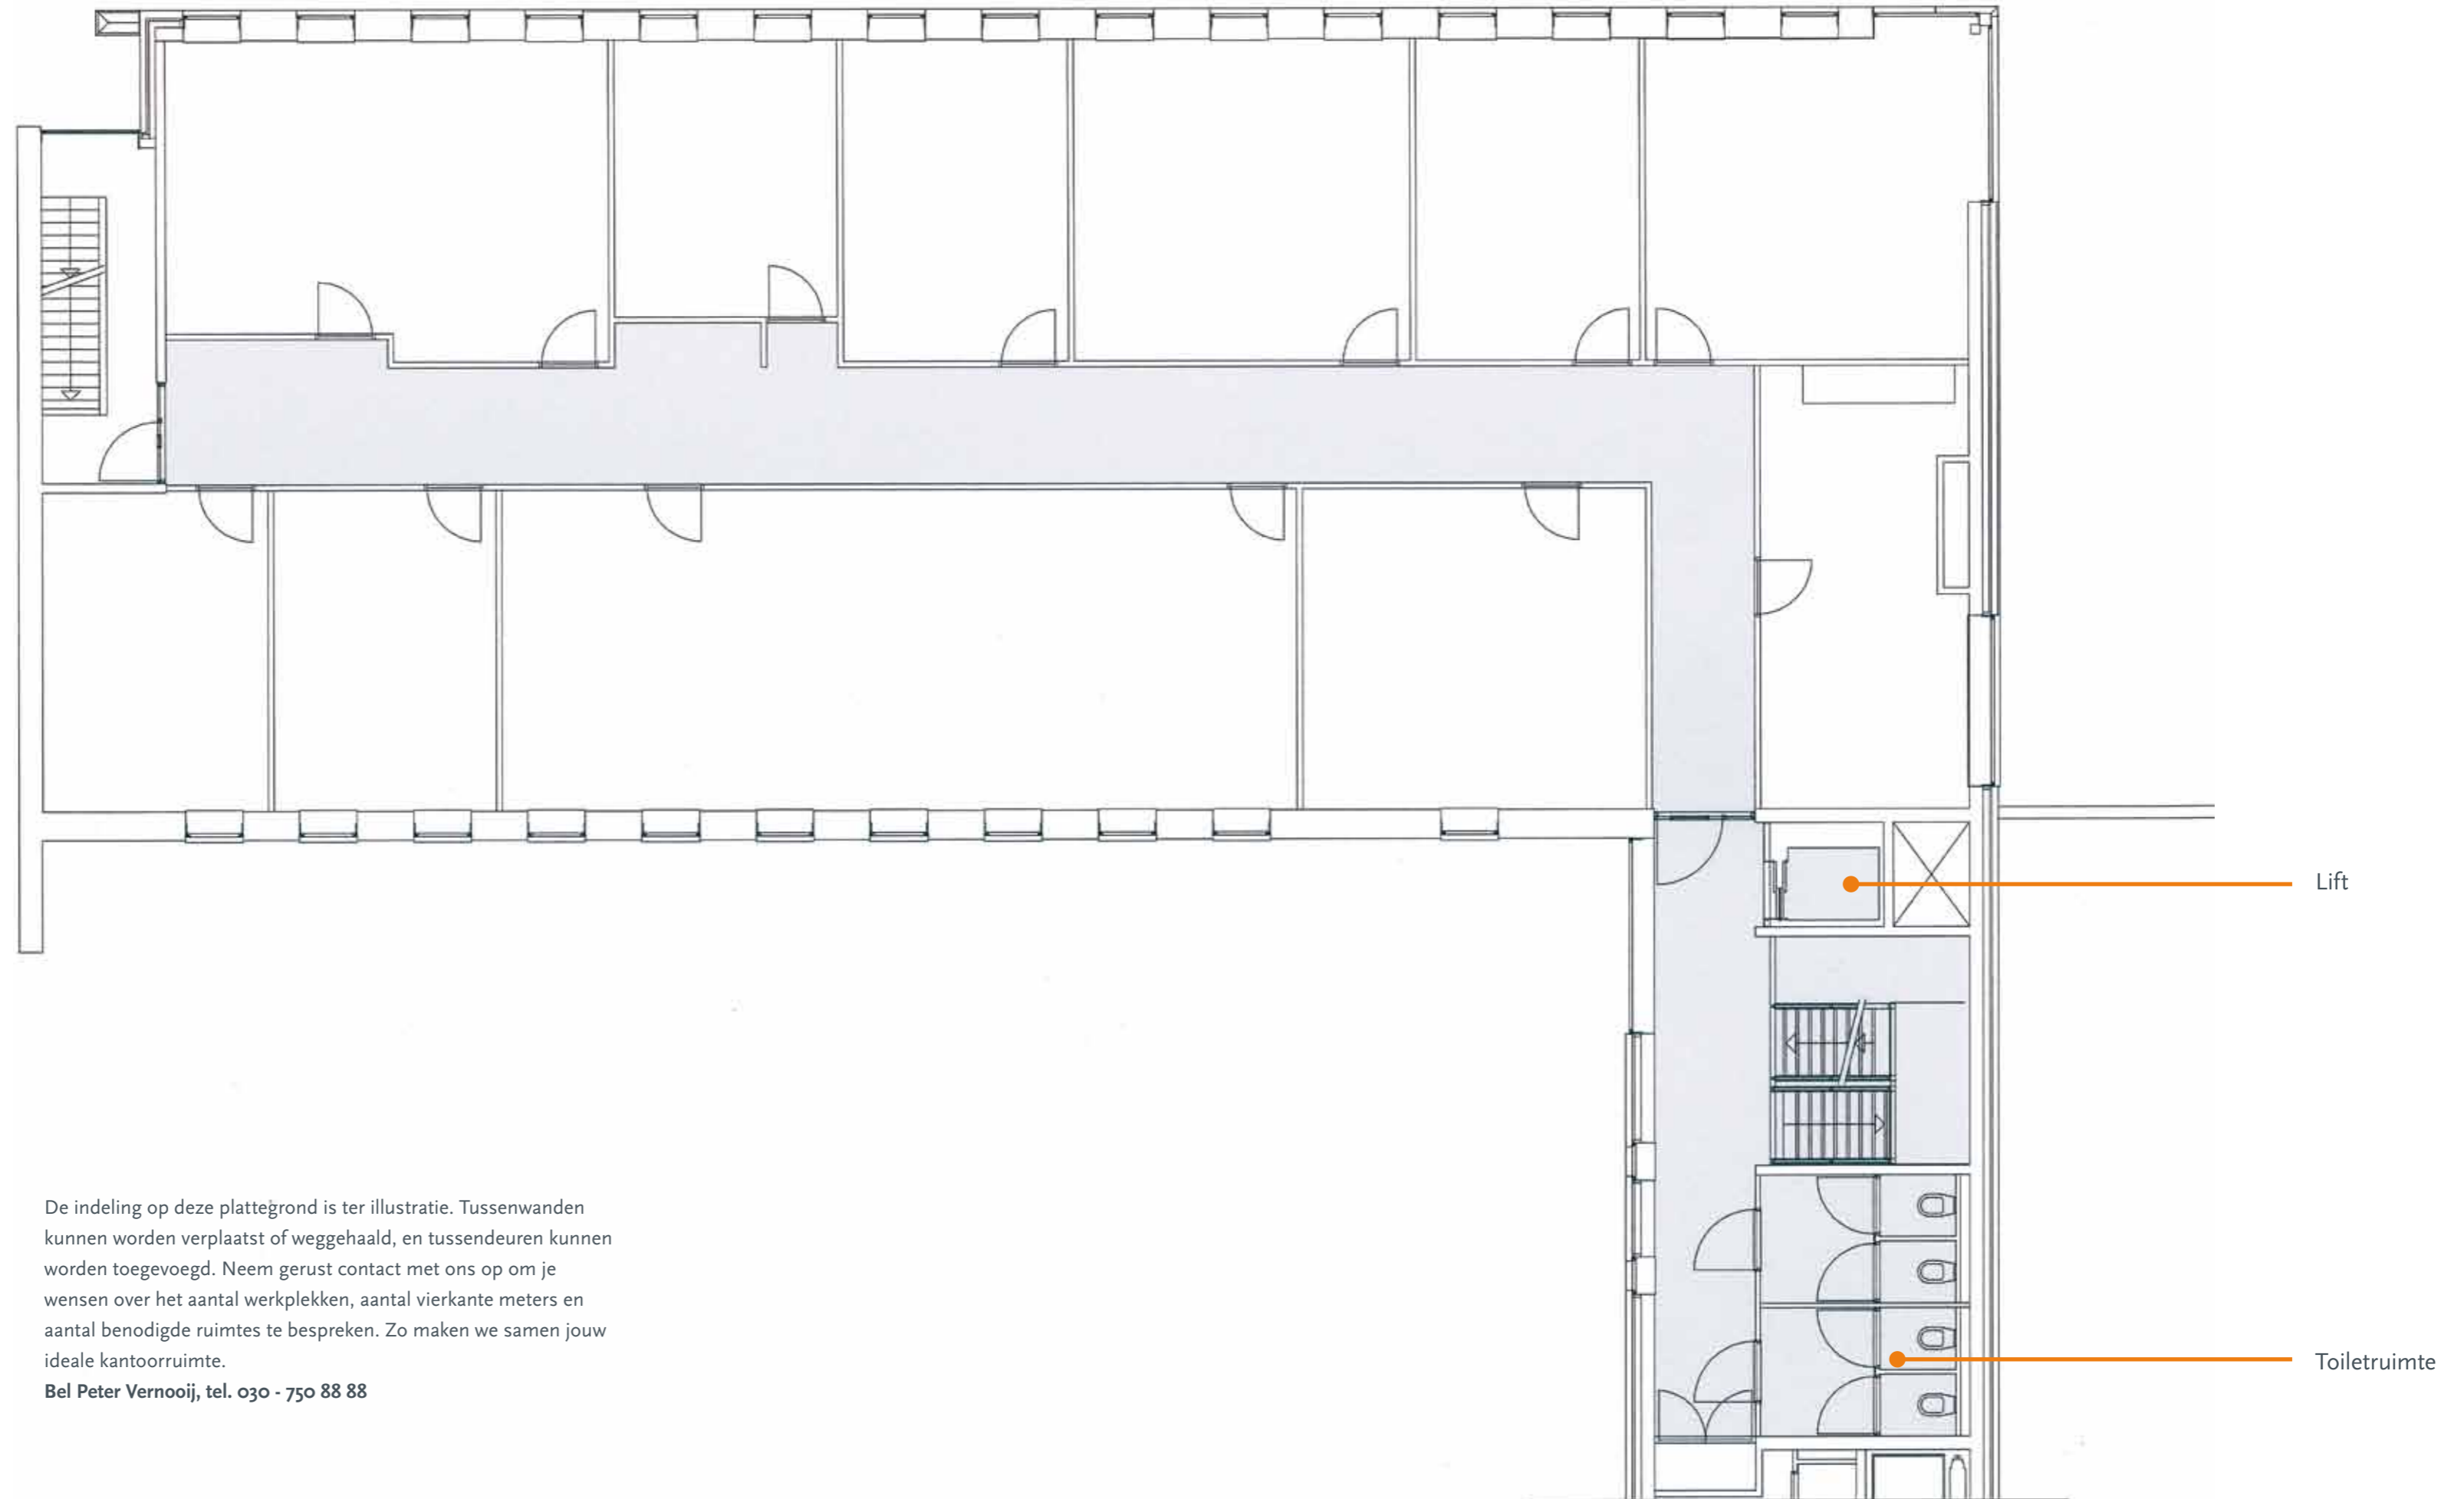 Lift
De indeling op deze plattegrond is ter illustratie. Tussenwanden
kunnen worden verplaatst of weggehaald, en tussendeuren kunnen
worden toegevoegd. Neem gerust contact met ons op om je
wensen over het aantal werkplekken, aantal vierkante meters en
aantal benodigde ruimtes te bespreken. Zo maken we samen jouw
ideale kantoorruimte.
Bel Peter Vernooij, tel. 030 - 750 88 88
Toiletruimte